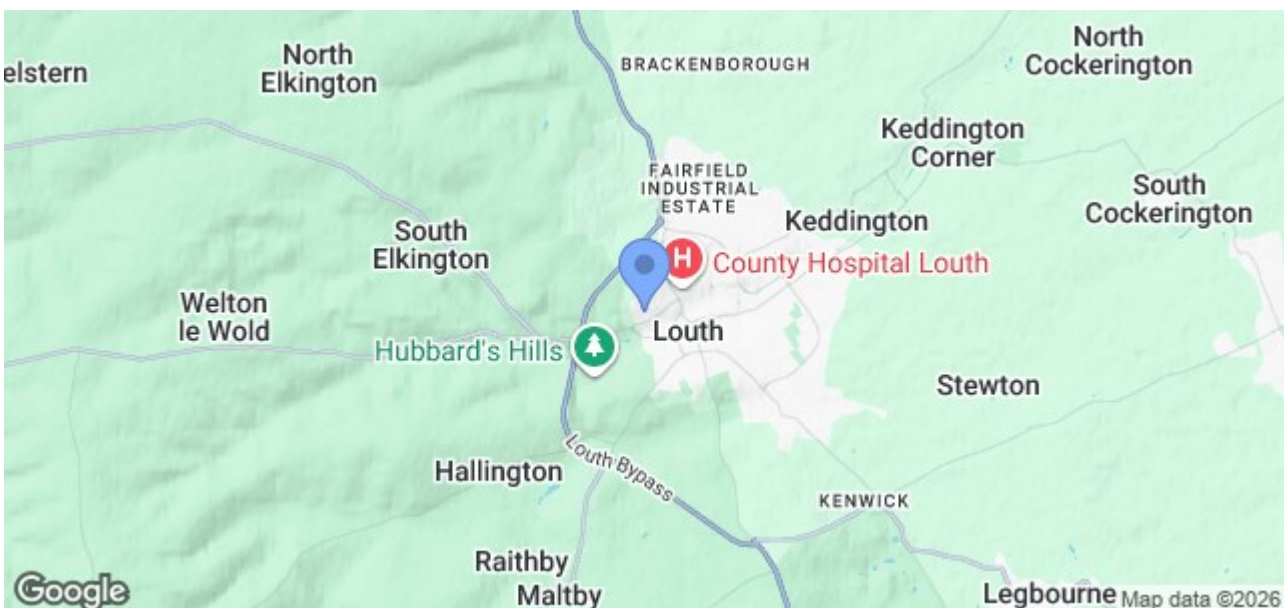 North
Elkington
elstern
BRACKENBOROUGH
North
Cockerington
Keddington
Corner
FAIRFIELD
INDUSTRIAL
ESTATE
South
Cockerington
Keddington
South
Elkington
H
County Hospital Louth
Welton
le Wold
Louth
Hubbard's Hills
Stewton
Hallington
Louth Bypass
KENWICK
Raithby
Maltby
Legbourne
Google
Map data ©2026